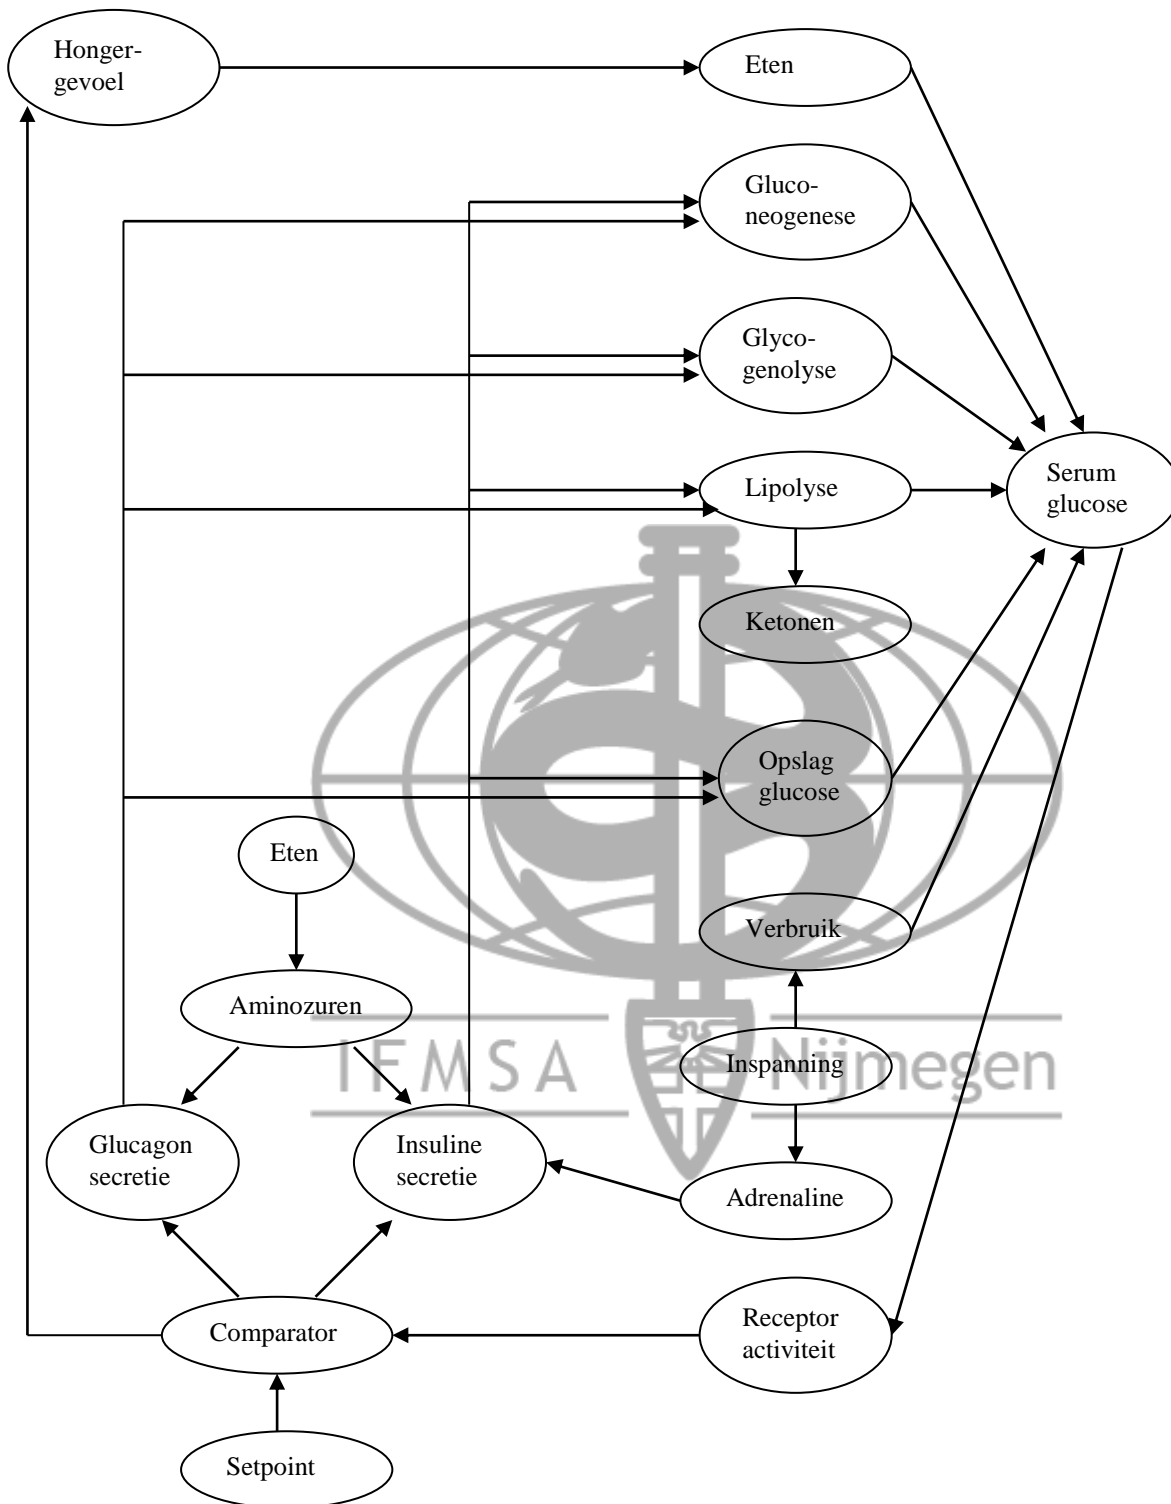 Honger-
gevoel
Eten
Gluco-
neogenese
Glyco-
genolyse
Lipolyse
Serum
glucose
Ketonen
Opslag
glucose
Eten
Verbruik
Aminozuren
Inspanning
IFMSA
Nijmegen
Glucagon
secretie
Insuline
secretie
Adrenaline
Comparator
Receptor
activiteit
Setpoint